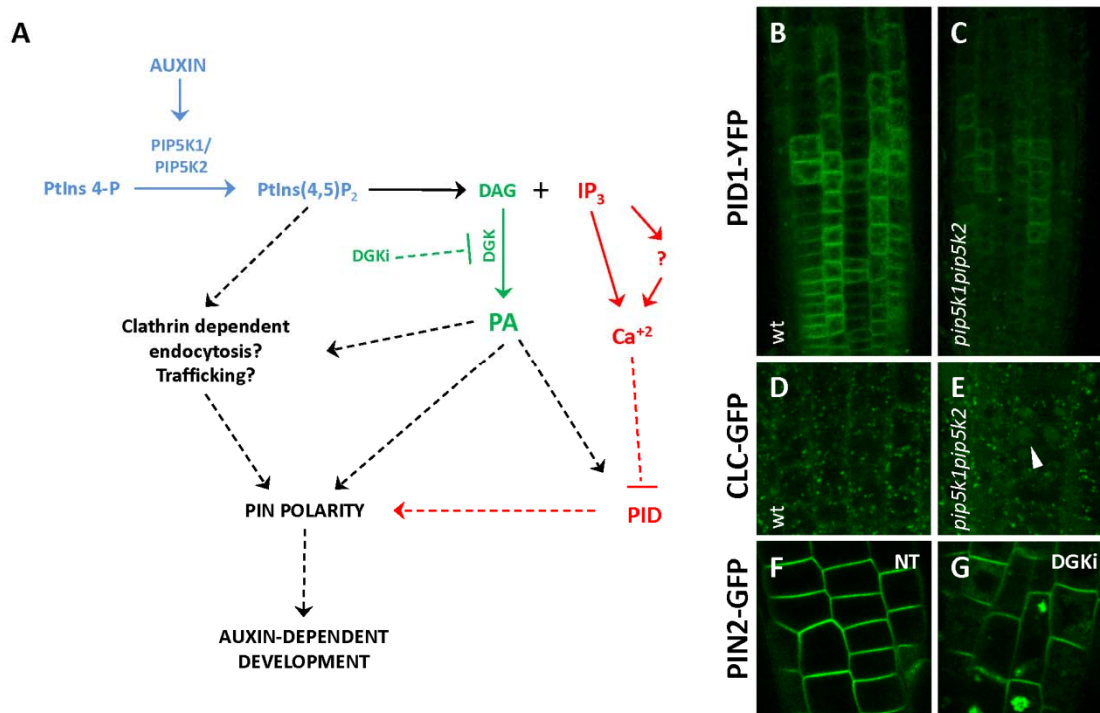 A
AUXIN
PIP5K1/
PIP5K2
PtIns 4-P
PtIns(4,5)P₂
DAG
+
IP₃
DGKi
DGK
?
PA
Ca⁺²
Clathrin dependent
endocytosis?
Trafficking?
PIN POLARITY
PID
AUXIN-DEPENDENT
DEVELOPMENT
PID1-YFP
B
wt
C
pip5k1pip5k2
CLC-GFP
D
wt
E
pip5k1pip5k2
PIN2-GFP
F
NT
G
DGKi